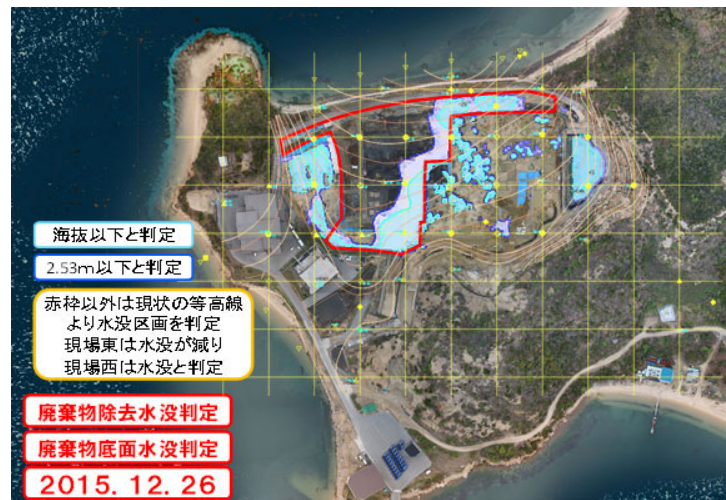 海抜以下と判定
2.53m以下と判定
赤枠以外は現状の等高線
より水没区画を判定
現場東は水没が減り
現場西は水没と判定
廃棄物除去水没判定
廃棄物底面水没判定
2015.12.26